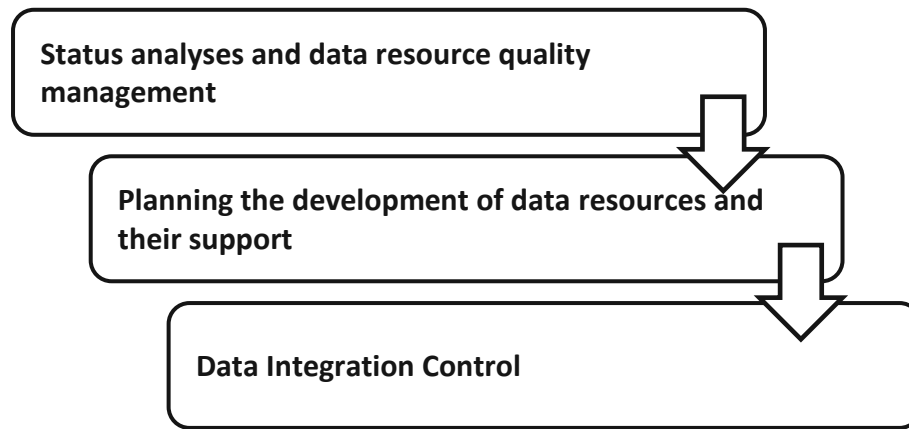 Status analyses and data resource quality
management
Planning the development of data resources and
their support
Data Integration Control